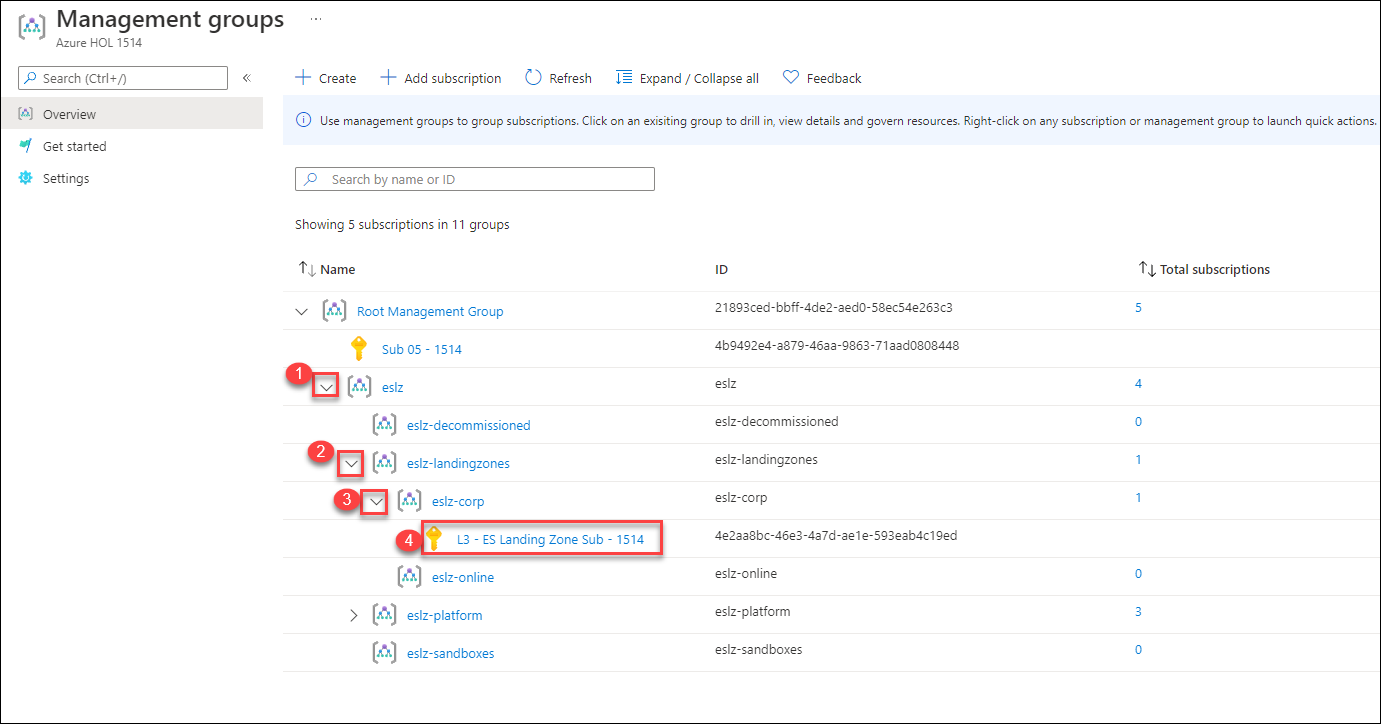 Management groups ...
Azure HOL 1514
Search (Ctrl+/) «
Overview
Get started
Settings
Create Add subscription Refresh Expand / Collapse all Feedback
Use management groups to group subscriptions. Click on an exisiting group to drill in, view details and govern resources. Right-click on any subscription or management group to launch quick actions.
Search by name or ID
Showing 5 subscriptions in 11 groups
Name ID Total subscriptions
Root Management Group 21893ced-bbff-4de2-aed0-58ec54e263c3 5
Sub 05 - 1514 4b9492e4-a879-46aa-9863-71aad0808448
1 eslz eslz 4
eslz-decommissioned eslz-decommissioned 0
2 eslz-landingzones eslz-landingzones 1
3 eslz-corp eslz-corp 1
4 L3 - ES Landing Zone Sub - 1514 4e2aa8bc-46e3-4a7d-ae1e-593eab4c19ed
eslz-online eslz-online 0
eslz-platform eslz-platform 3
eslz-sandboxes eslz-sandboxes 0